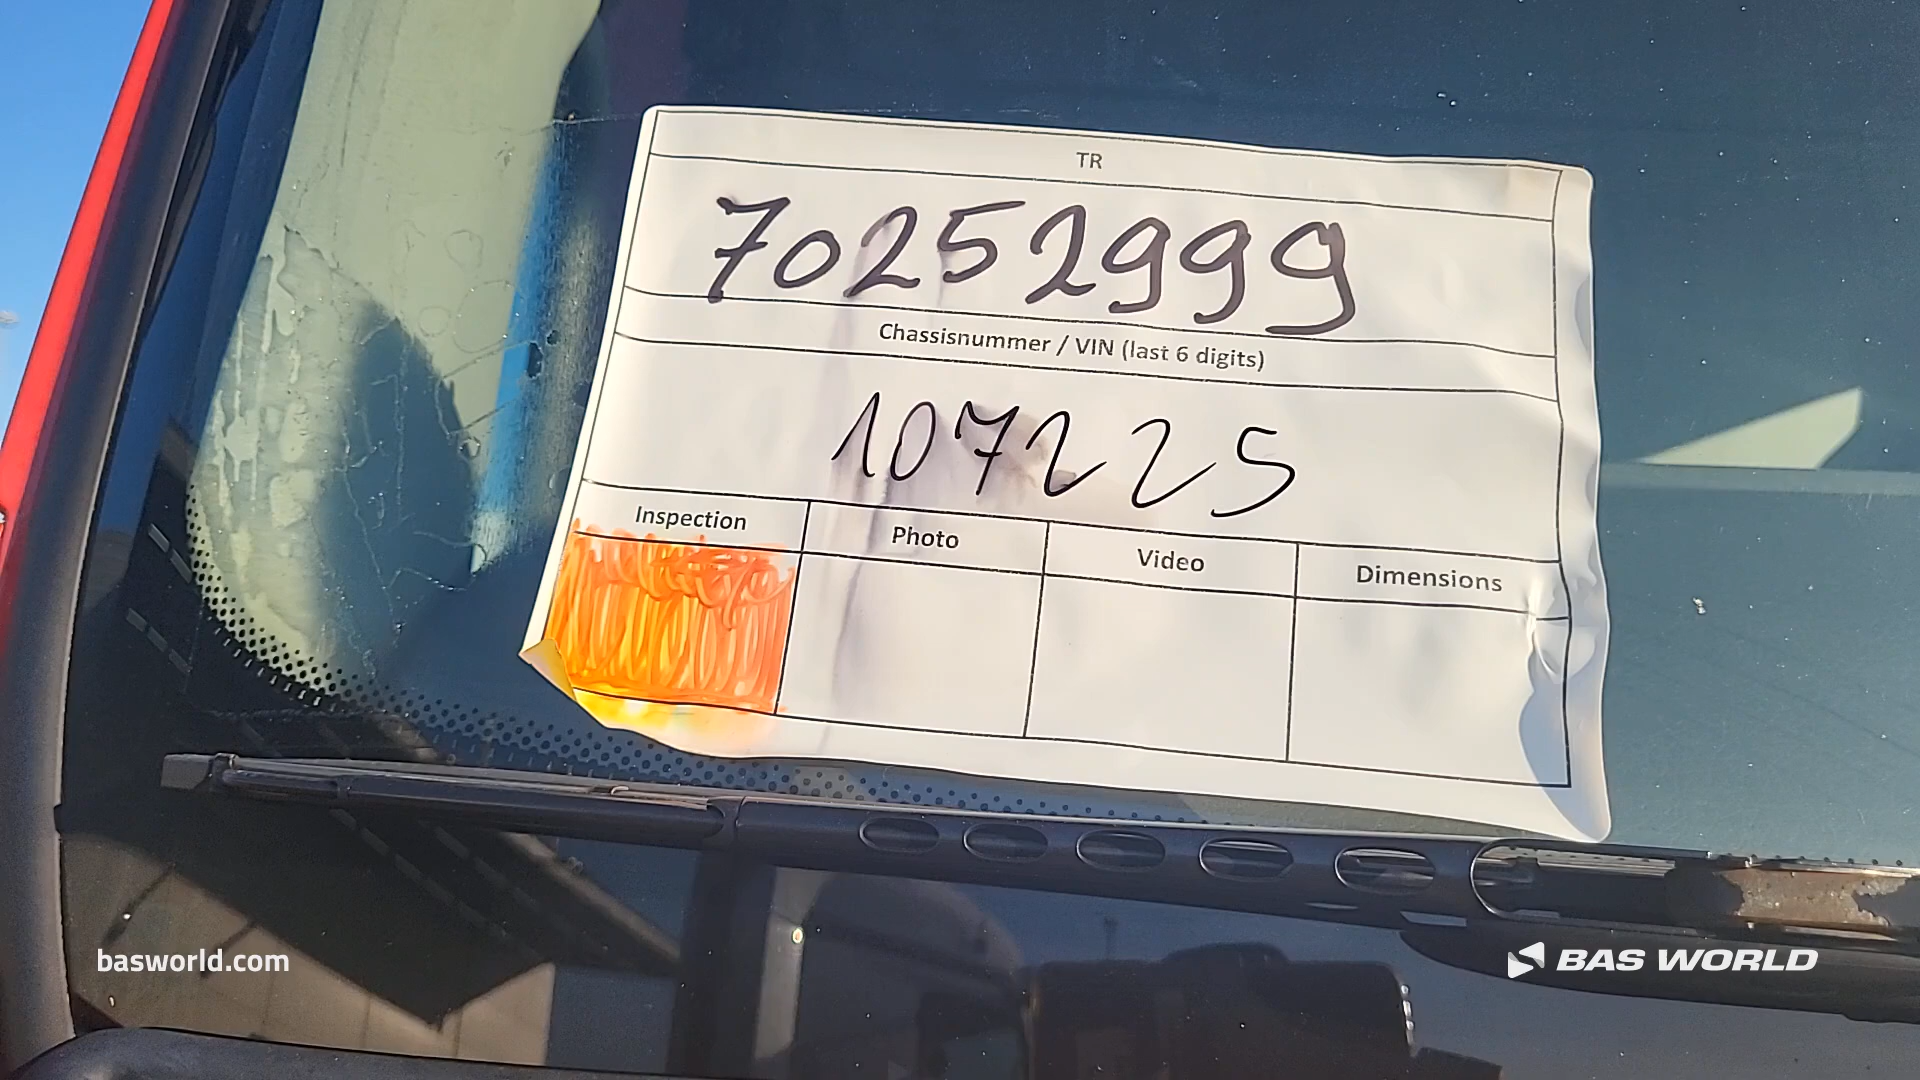 TR
70252999
Chassisnummer / VIN (last 6 digits)
107225
Inspection Photo Video Dimensions
basworld.com
BAS WORLD